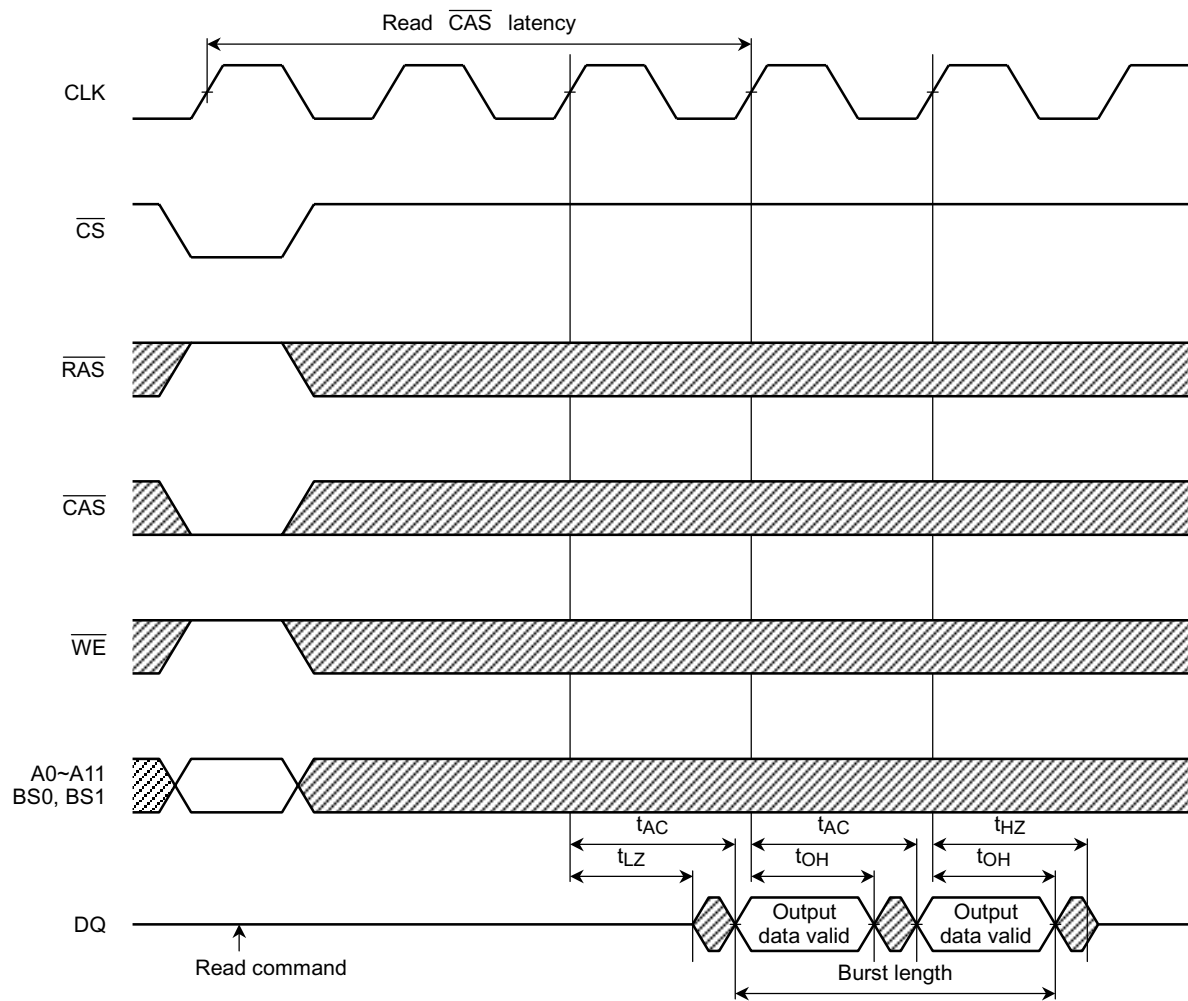 Read CAS latency
CLK
CS
RAS
CAS
WE
A0~A11
BS0, BS1
tAC
tAC
tHZ
tLZ
tOH
tOH
DQ
Output
data valid
Output
data valid
Read command
Burst length